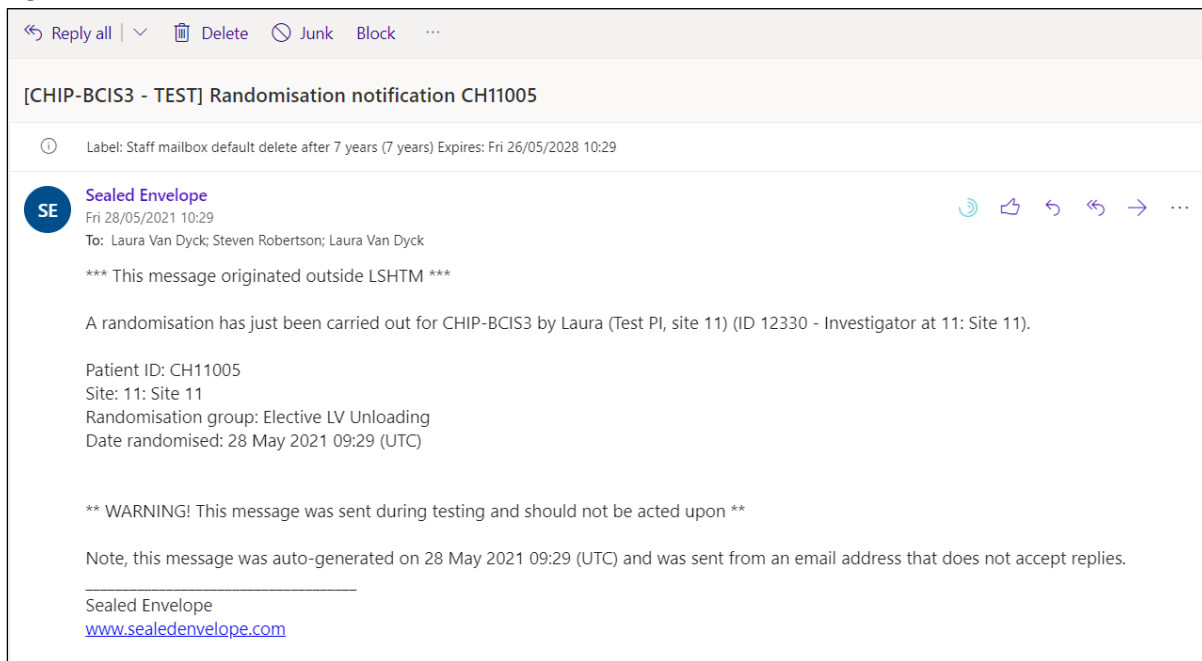 Reply all Delete Junk Block ...
[CHIP-BCIS3 - TEST] Randomisation notification CH11005
Label: Staff mailbox default delete after 7 years (7 years) Expires: Fri 26/05/2028 10:29
SE
Sealed Envelope
Fri 28/05/2021 10:29
To: Laura Van Dyck; Steven Robertson; Laura Van Dyck
*** This message originated outside LSHTM ***
A randomisation has just been carried out for CHIP-BCIS3 by Laura (Test PI, site 11) (ID 12330 - Investigator at 11: Site 11).
Patient ID: CH11005
Site: 11: Site 11
Randomisation group: Elective LV Unloading
Date randomised: 28 May 2021 09:29 (UTC)
** WARNING! This message was sent during testing and should not be acted upon **
Note, this message was auto-generated on 28 May 2021 09:29 (UTC) and was sent from an email address that does not accept replies.
____________________________________
Sealed Envelope
www.sealedenvelope.com